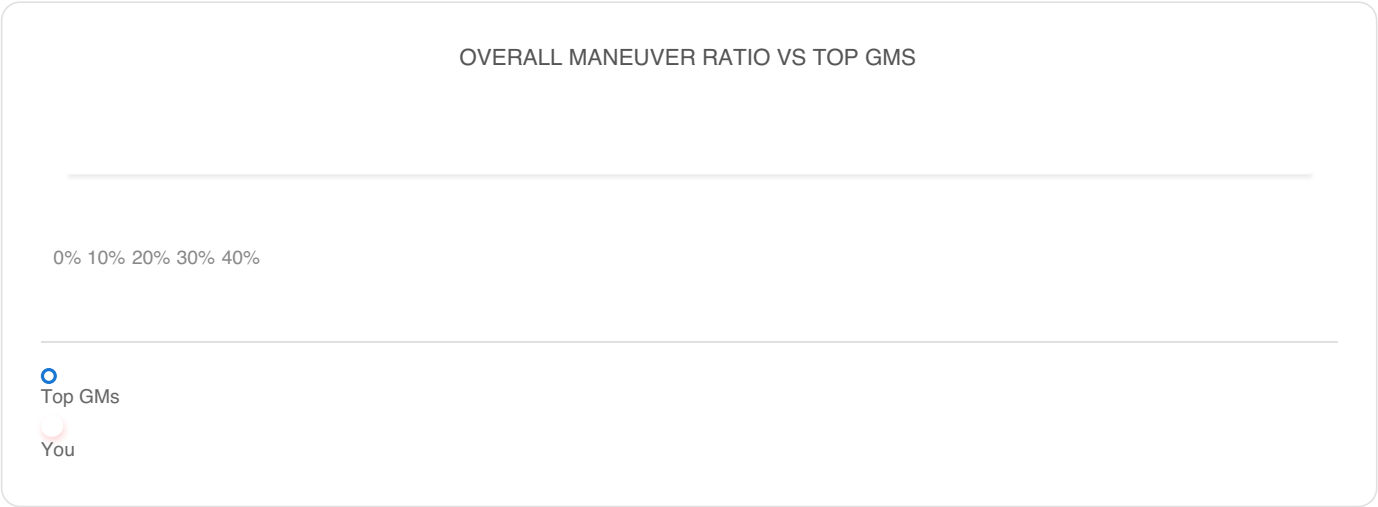 OVERALL MANEUVER RATIO VS TOP GMS
0% 10% 20% 30% 40%
Top GMs
You